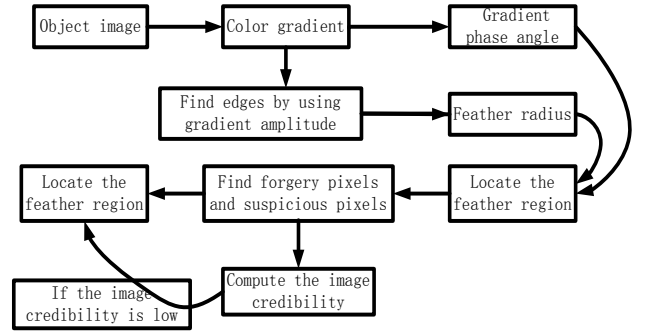 Object image
Color gradient
Gradient
phase angle
Find edges by using
gradient amplitude
Feather radius
Locate the
feather region
Find forgery pixels
and suspicious pixels
Locate the
feather region
If the image
credibility is low
Compute the image
credibility